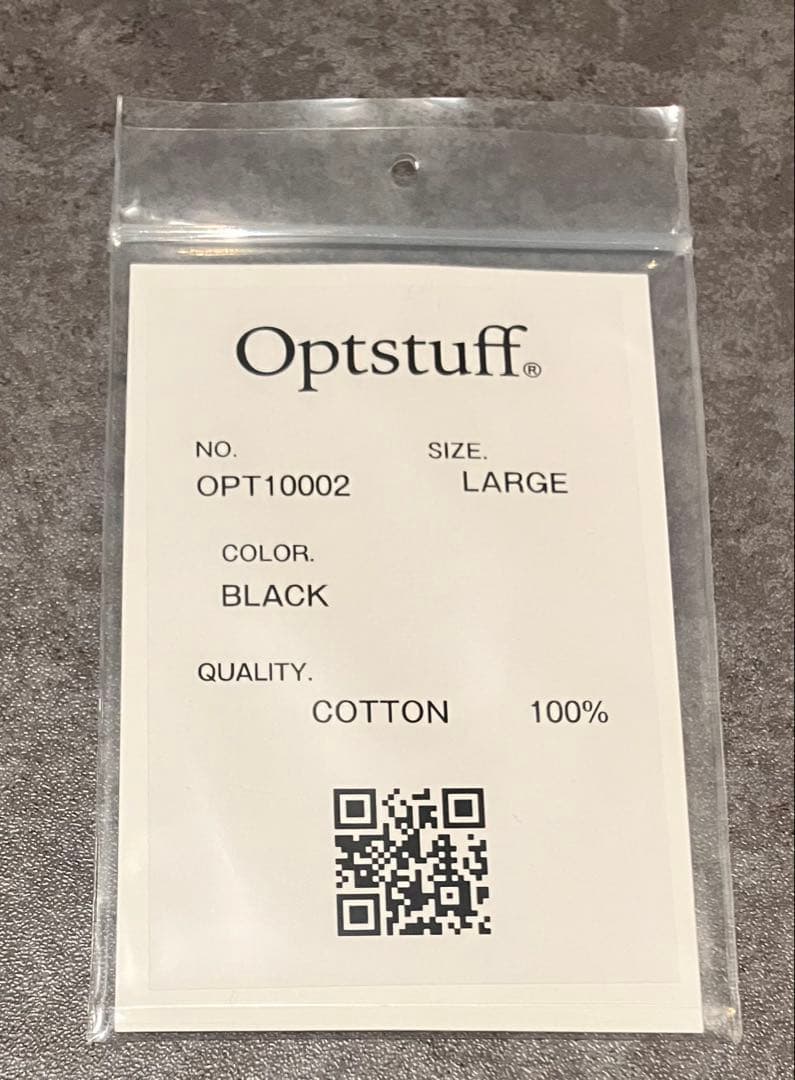 Optstuff®
NO. SIZE.
OPT10002 LARGE
COLOR.
BLACK
QUALITY.
COTTON 100%